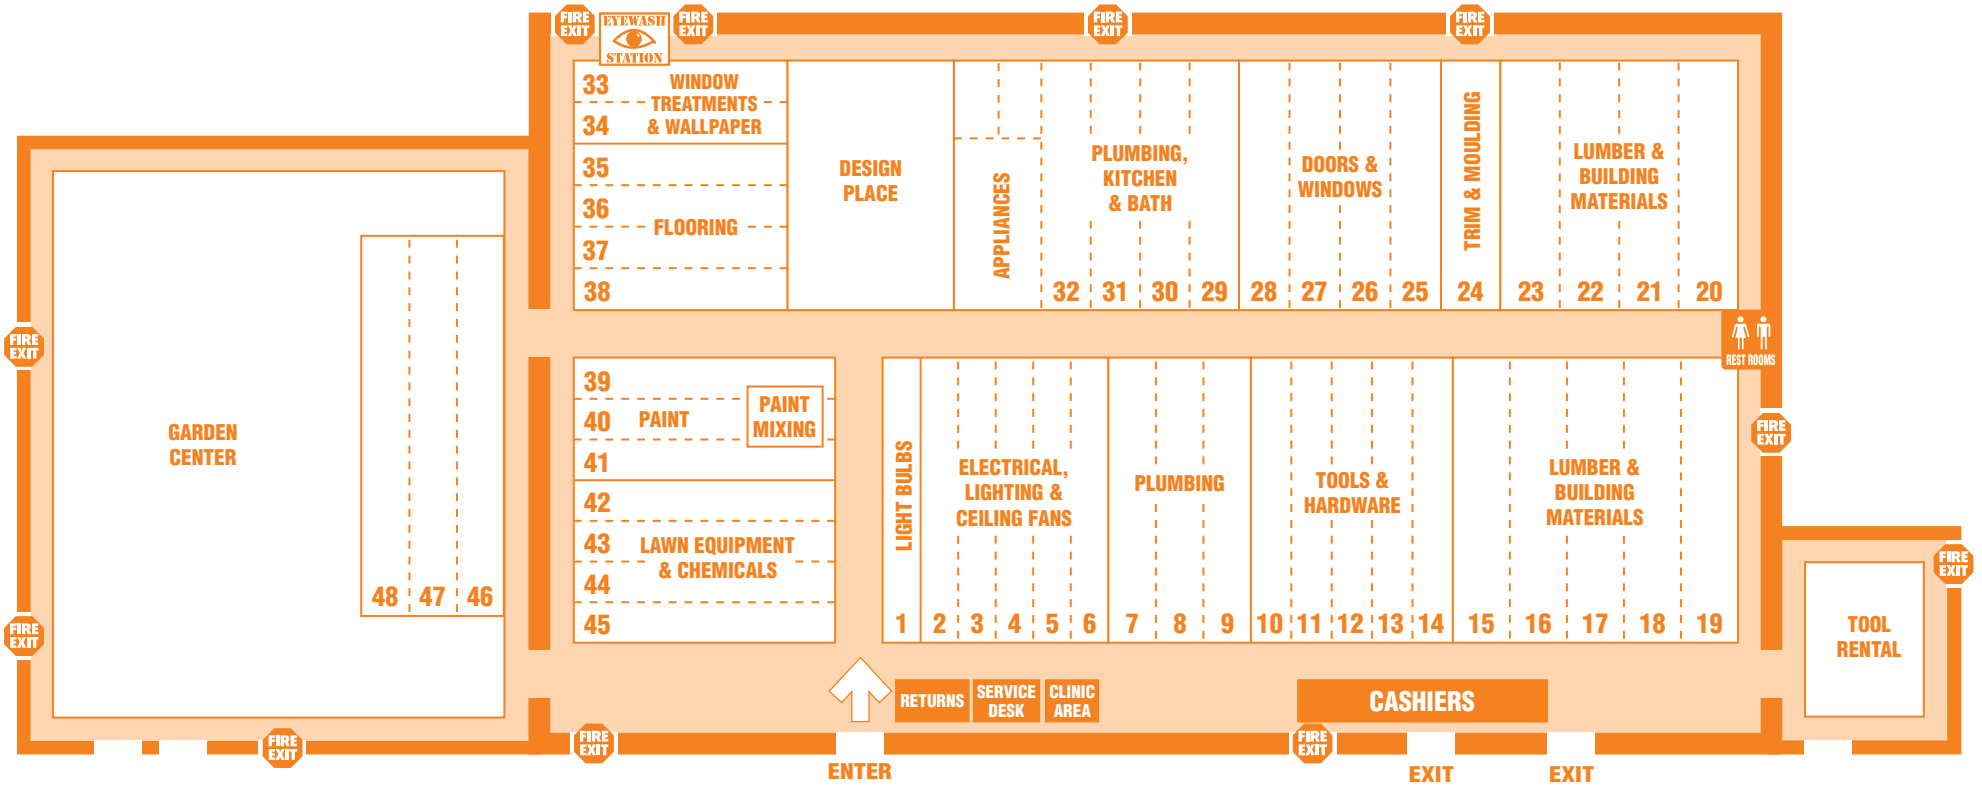 FIRE
EXIT
EYEWASH
STATION
FIRE
EXIT
FIRE
EXIT
FIRE
EXIT
33
WINDOW
TREATMENTS
34
& WALLPAPER
35
36
FLOORING
37
38
DESIGN
PLACE
APPLIANCES
PLUMBING,
KITCHEN
& BATH
32
31
30
29
DOORS &
WINDOWS
28
27
26
25
TRIM & MOULDING
24
LUMBER &
BUILDING
MATERIALS
23
22
21
20
REST ROOMS
FIRE
EXIT
FIRE
EXIT
GARDEN
CENTER
48
47
46
FIRE
EXIT
FIRE
EXIT
39
40
PAINT
PAINT
MIXING
41
42
43
LAWN EQUIPMENT
& CHEMICALS
44
45
LIGHT BULBS
1
ELECTRICAL,
LIGHTING &
CEILING FANS
2
3
4
5
6
PLUMBING
7
8
9
TOOLS &
HARDWARE
10
11
12
13
14
LUMBER &
BUILDING
MATERIALS
15
16
17
18
19
FIRE
EXIT
TOOL
RENTAL
RETURNS
SERVICE
DESK
CLINIC
AREA
CASHIERS
FIRE
EXIT
FIRE
EXIT
ENTER
EXIT
EXIT